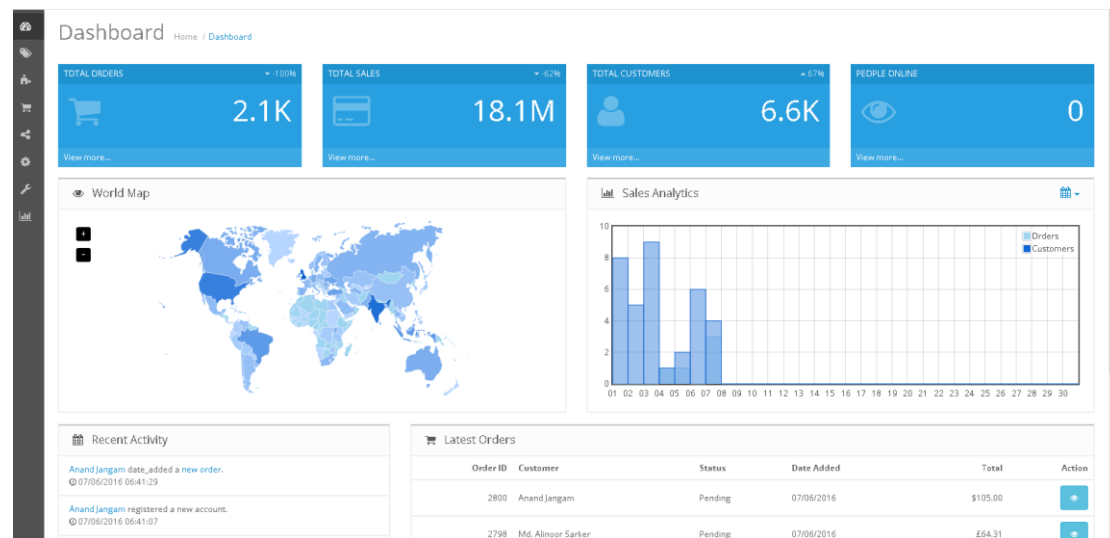 Dashboard Home / Dashboard
TOTAL ORDERS -100%
2.1K
View more...
TOTAL SALES -62%
18.1M
View more...
TOTAL CUSTOMERS 67%
6.6K
View more...
PEOPLE ONLINE
0
View more...
World Map
+
-
Sales Analytics
Orders
Customers
10
8
6
4
2
0
01 02 03 04 05 06 07 08 09 10 11 12 13 14 15 16 17 18 19 20 21 22 23 24 25 26 27 28 29 30
Recent Activity
Anand Jangam date_added a new order.
07/06/2016 06:41:29
Anand Jangam registered a new account.
07/06/2016 06:41:07
Latest Orders
Order ID Customer Status Date Added Total Action
2800 Anand Jangam Pending 07/06/2016 $105.00
2798 Md. Alinoor Sarker Pending 07/06/2016 £64.31